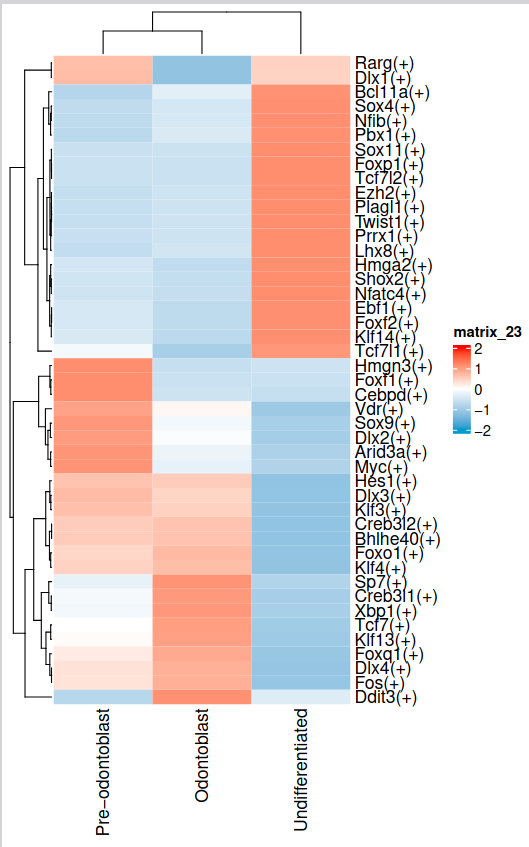 Rarg(+)
Dlx1(+)
Bcl11a(+)
Sox4(+)
Nfib(+)
Pbx1(+)
Sox11(+)
Foxp1(+)
Tcf7l2(+)
Ezh2(+)
Plagl1(+)
Twist1(+)
Prrx1(+)
Lhx8(+)
Hmga2(+)
Shox2(+)
Nfatc4(+)
Ebf1(+)
Foxf2(+)
Klf14(+)
Tcf7l1(+)
Hmgn3(+)
Foxf1(+)
Cebpd(+)
Vdr(+)
Sox9(+)
Dlx2(+)
Arid3a(+)
Myc(+)
Hes1(+)
Dlx3(+)
Klf3(+)
Creb3l2(+)
Bhlhe40(+)
Foxo1(+)
Klf4(+)
Sp7(+)
Creb3l1(+)
Xbp1(+)
Tcf7(+)
Klf13(+)
Foxq1(+)
Dlx4(+)
Fos(+)
Ddit3(+)
matrix_23
2
1
0
−1
−2
Pre−odontoblast
Odontoblast
Undifferentiated